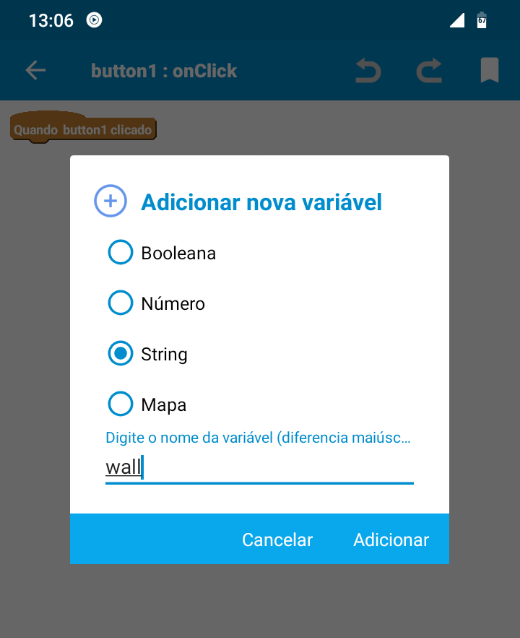 13:06
button1 : onClick
Quando button1 clicado
Adicionar nova variável
Booleana
Número
String
Mapa
Digite o nome da variável (diferencia maiúsc...
wall
Cancelar Adicionar